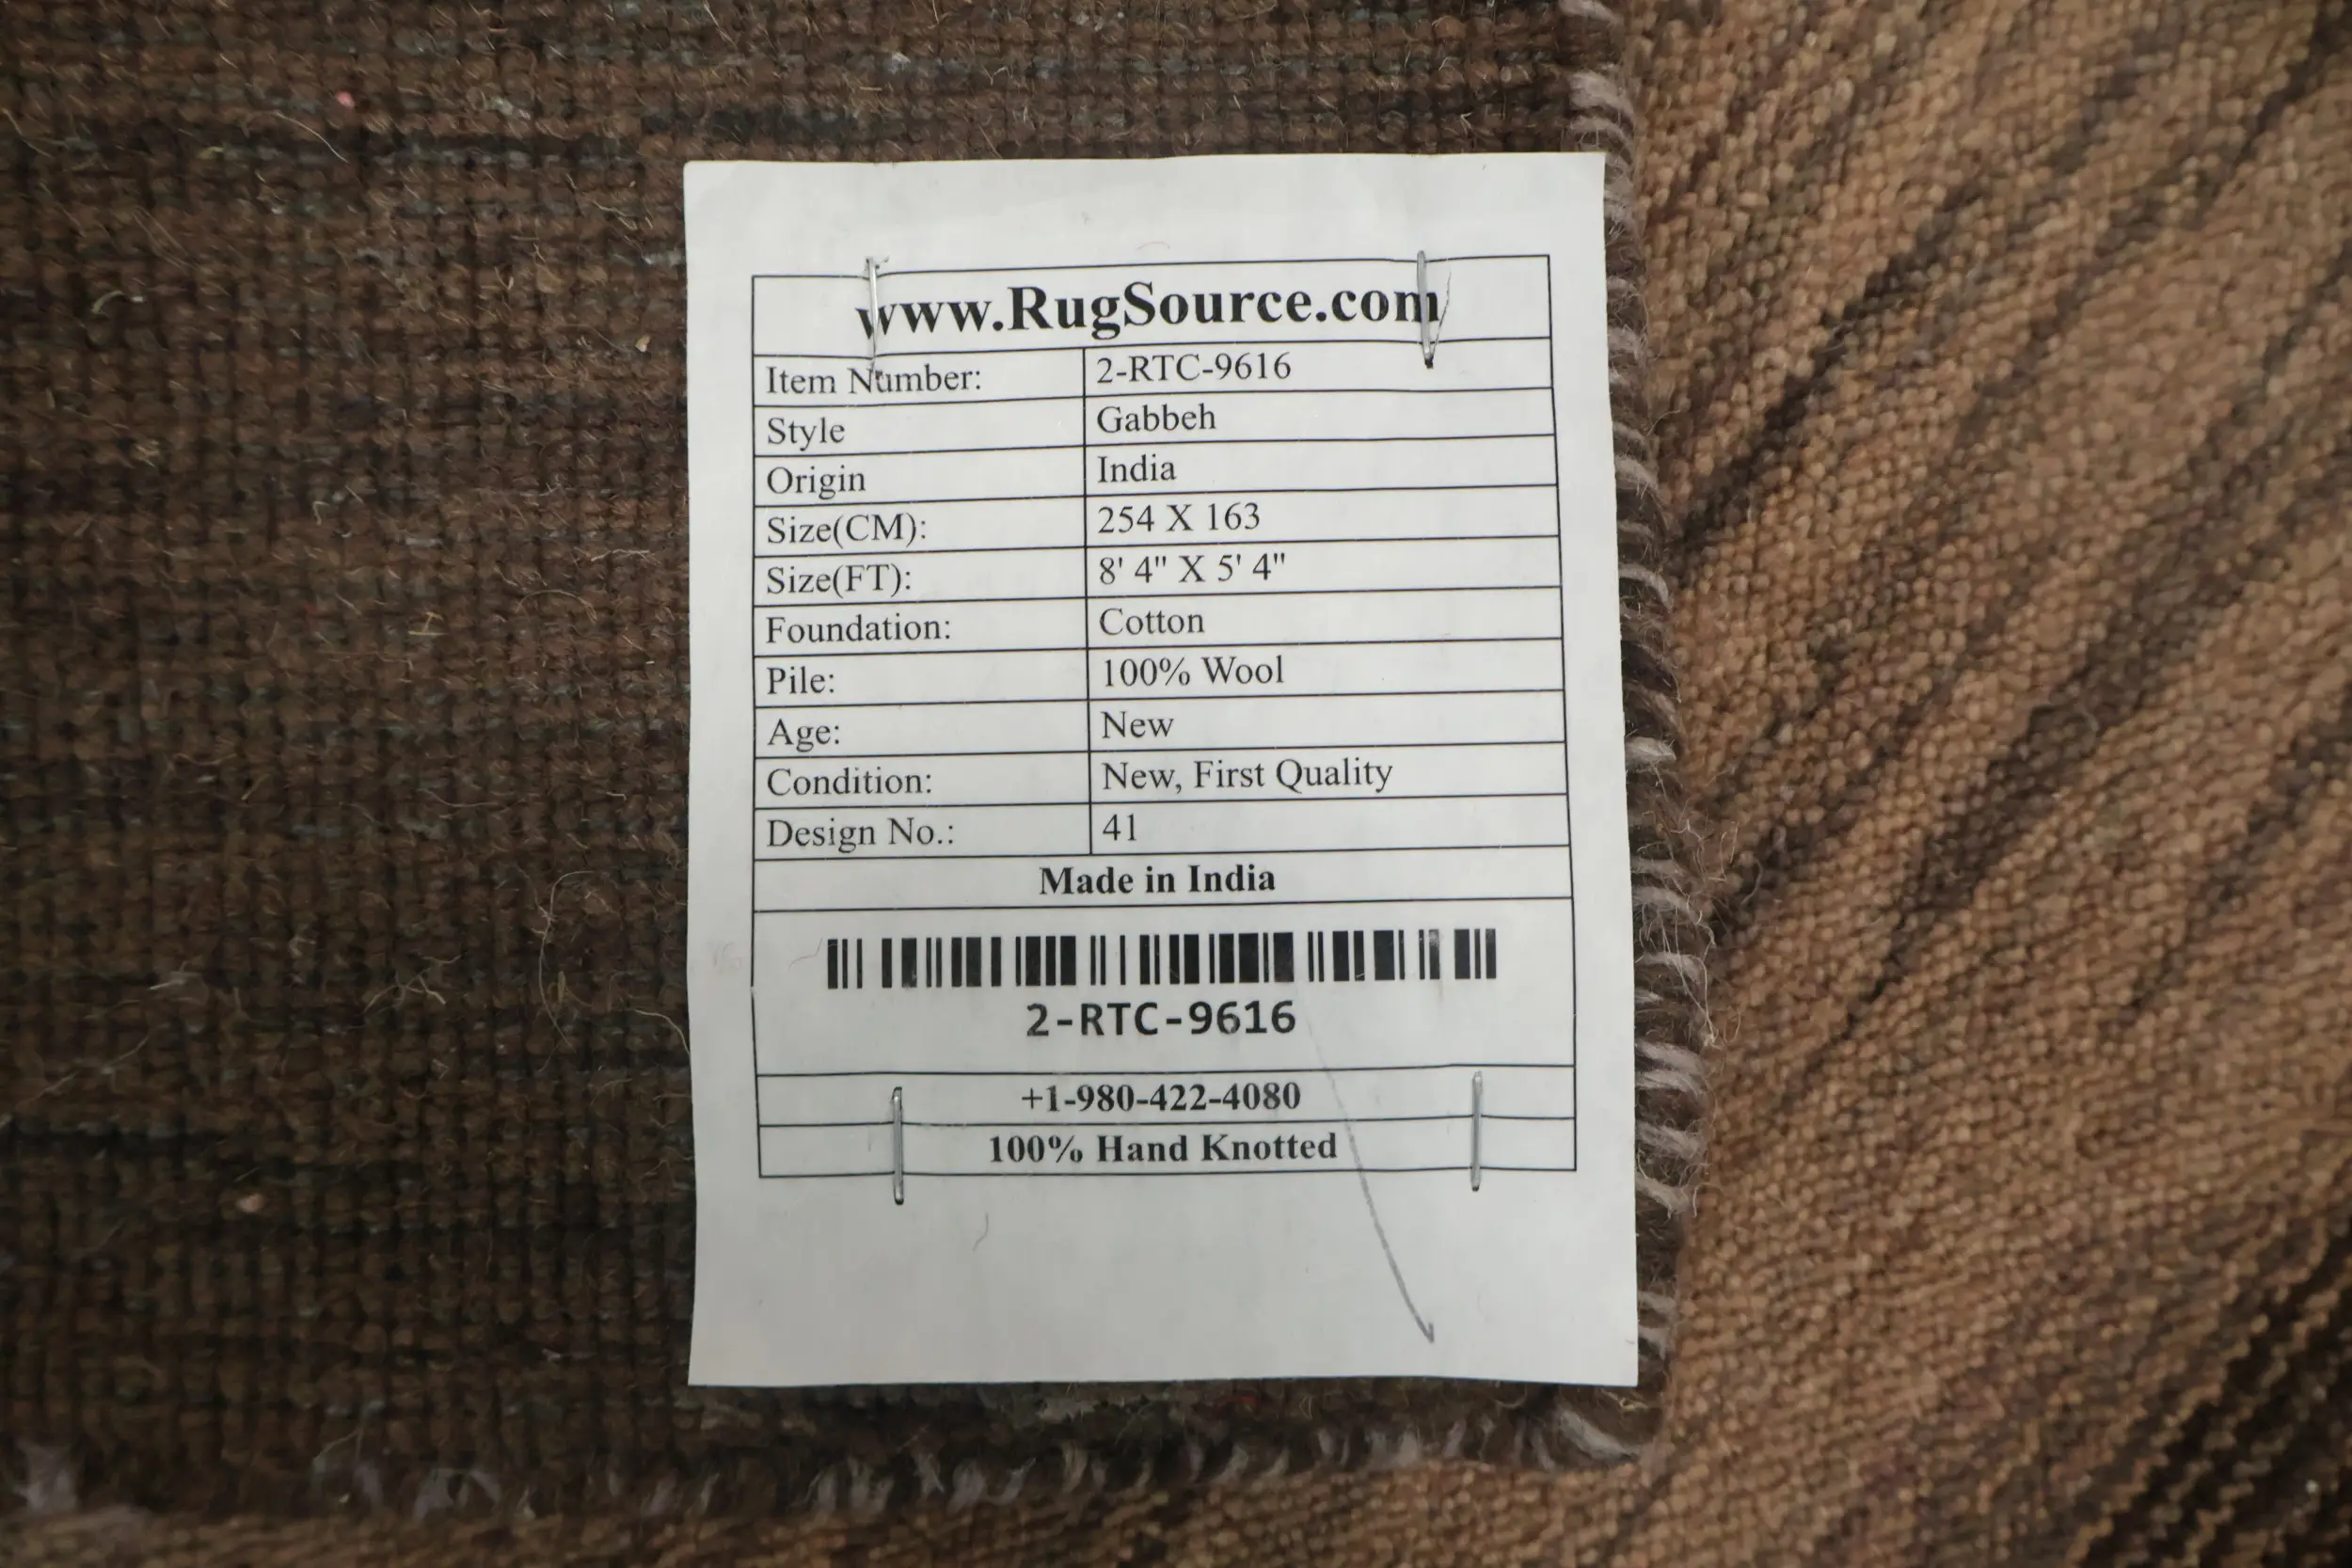 www.RugSource.com
Item Number: 2-RTC-9616
Style Gabbeh
Origin India
Size(CM): 254 X 163
Size(FT): 8' 4" X 5' 4"
Foundation: Cotton
Pile: 100% Wool
Age: New
Condition: New, First Quality
Design No.: 41
Made in India
2-RTC-9616
+1-980-422-4080
100% Hand Knotted